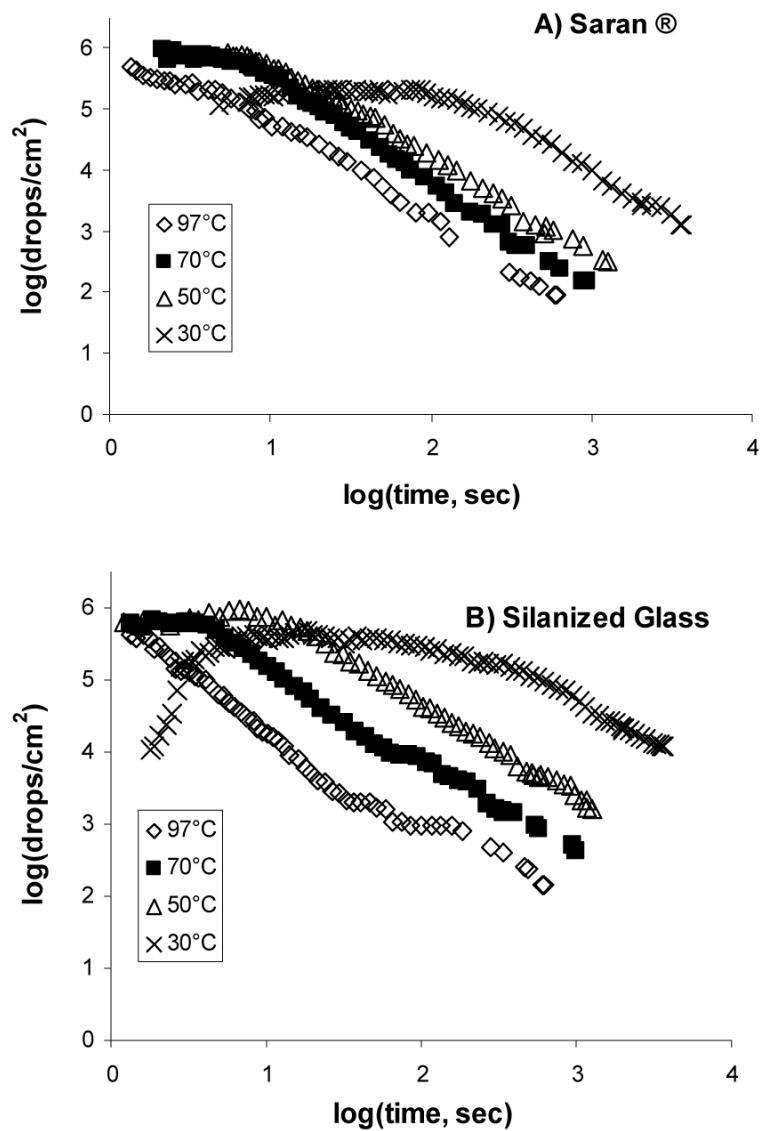 A) Saran ®
6
5
4
3
2
1
0
log(drops/cm²)
97°C
70°C
50°C
30°C
0 1 2 3 4
log(time, sec)
B) Silanized Glass
6
5
4
3
2
1
0
log(drops/cm²)
97°C
70°C
50°C
30°C
0 1 2 3 4
log(time, sec)